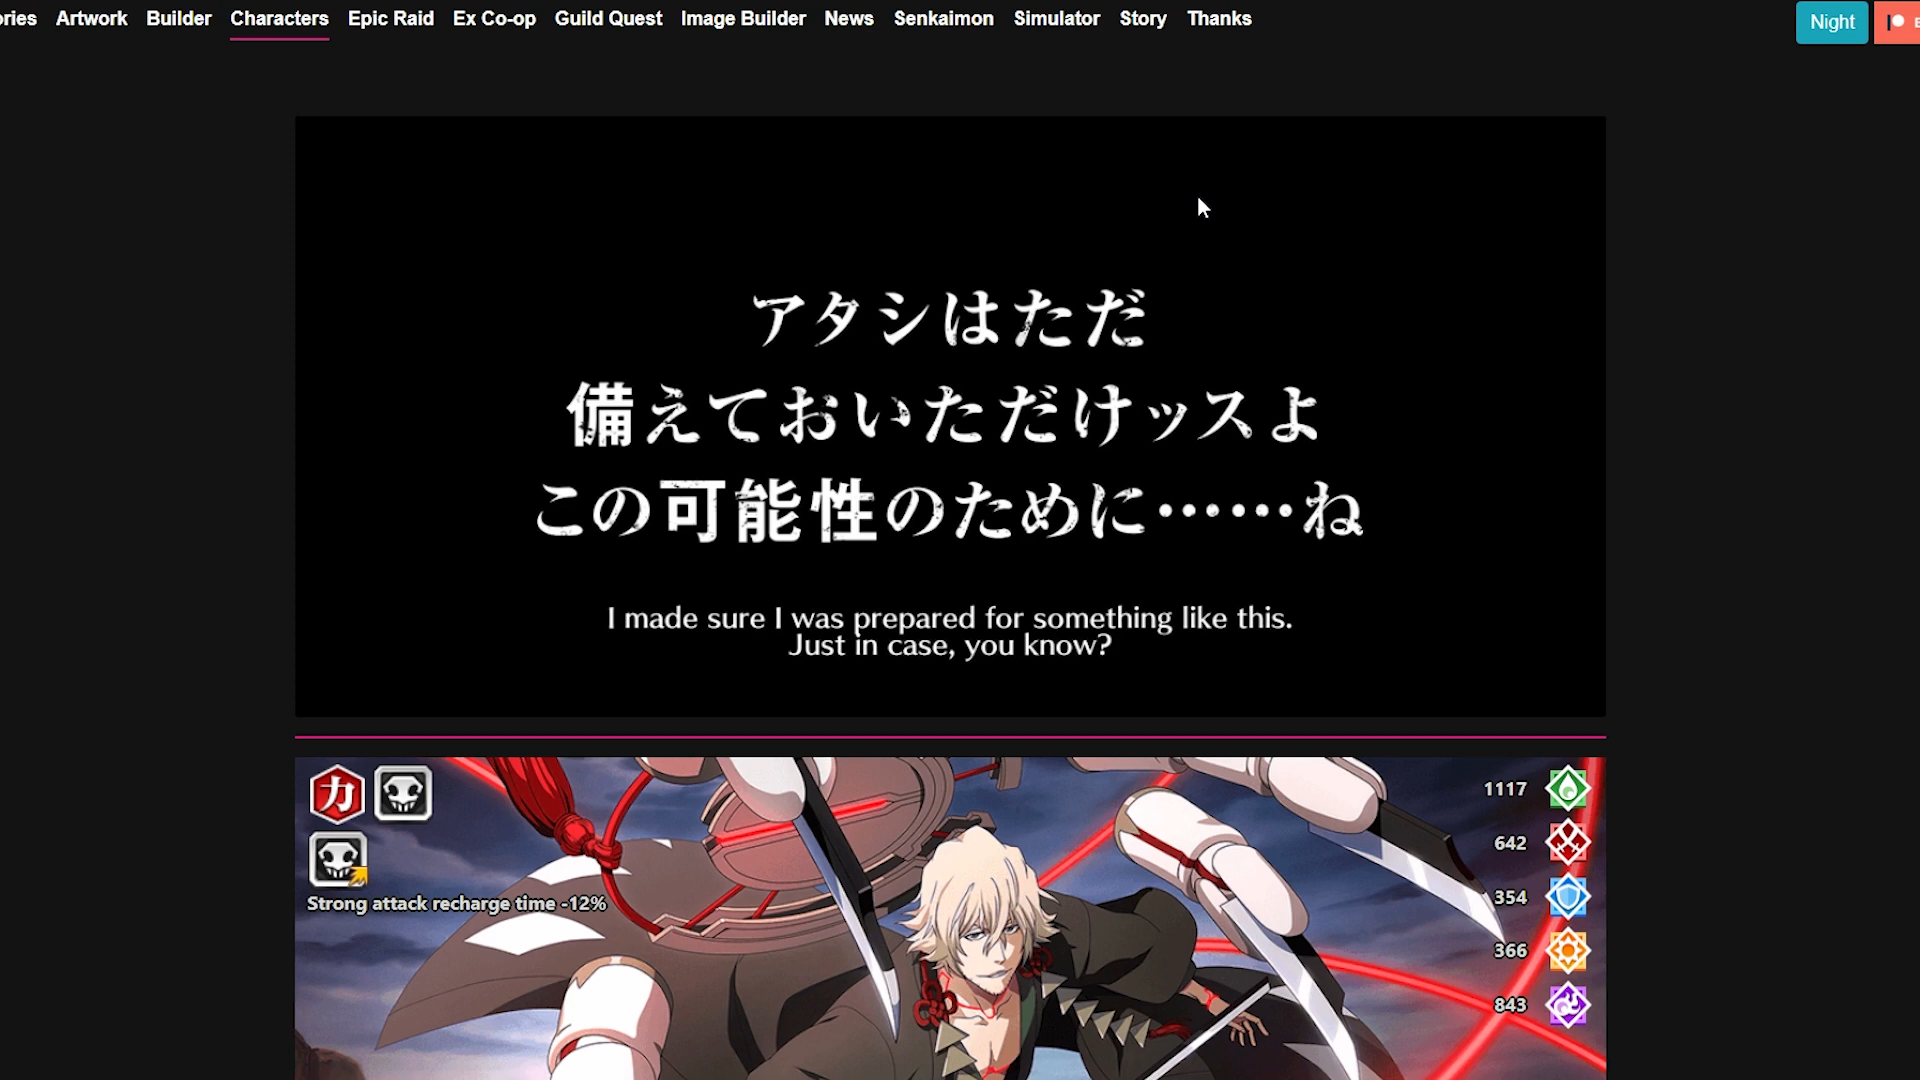 ories Artwork Builder Characters Epic Raid Ex Co-op Guild Quest Image Builder News Senkaimon Simulator Story Thanks Night
アタシはただ
備えておいただけッスよ
この可能性のために……ね
I made sure I was prepared for something like this.
Just in case, you know?
力
1117
642
Strong attack recharge time -12%
354
366
843